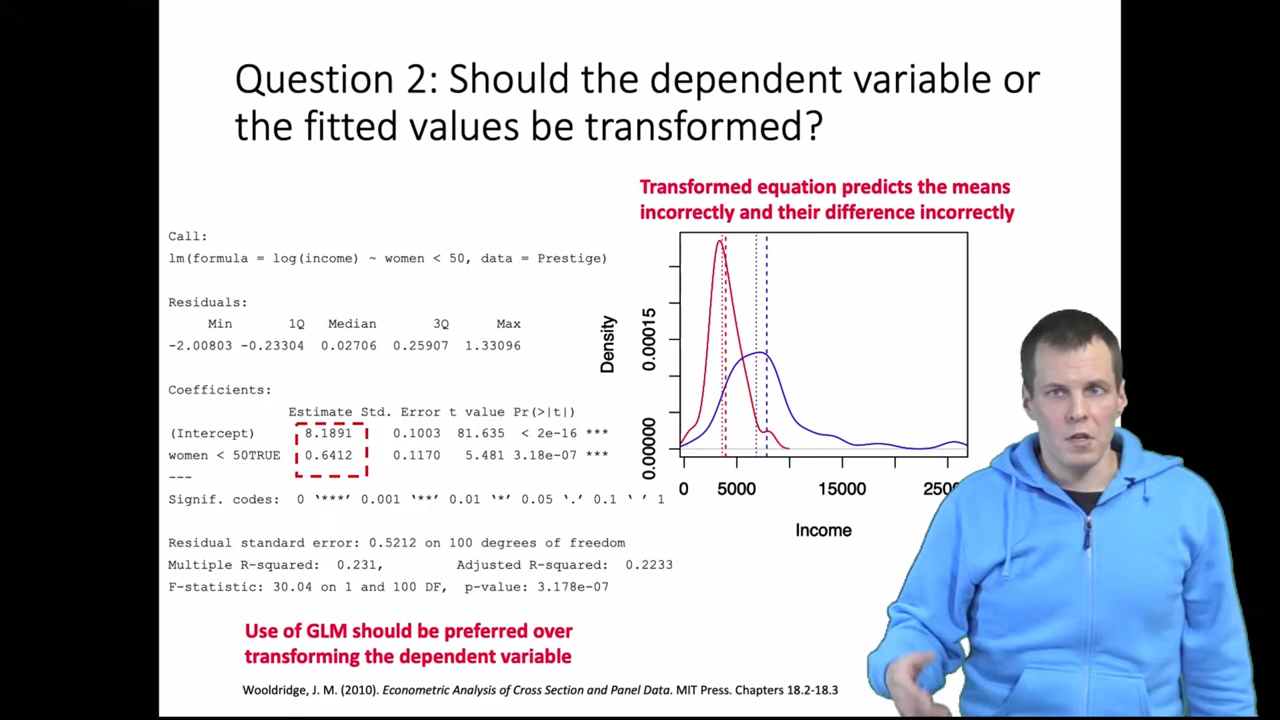 Question 2: Should the dependent variable or
the fitted values be transformed?
Transformed equation predicts the means
incorrectly and their difference incorrectly
Call:
lm(formula = log(income) ~ women < 50, data = Prestige)
Residuals:
Min 1Q Median 3Q Max
-2.00803 -0.23304 0.02706 0.25907 1.33096
Coefficients:
Estimate Std. Error t value Pr(>|t|)
(Intercept) 8.1891 0.1003 81.635 < 2e-16 ***
women < 50TRUE 0.6412 0.1170 5.481 3.18e-07 ***
---
Signif. codes: 0 ‘***’ 0.001 ‘**’ 0.01 ‘*’ 0.05 ‘.’ 0.1 ‘ ’ 1
Residual standard error: 0.5212 on 100 degrees of freedom
Multiple R-squared: 0.231, Adjusted R-squared: 0.2233
F-statistic: 30.04 on 1 and 100 DF, p-value: 3.178e-07
Density
0.00015
0.00000
0 5000 15000 2500
Income
Use of GLM should be preferred over
transforming the dependent variable
Wooldridge, J. M. (2010). Econometric Analysis of Cross Section and Panel Data. MIT Press. Chapters 18.2-18.3